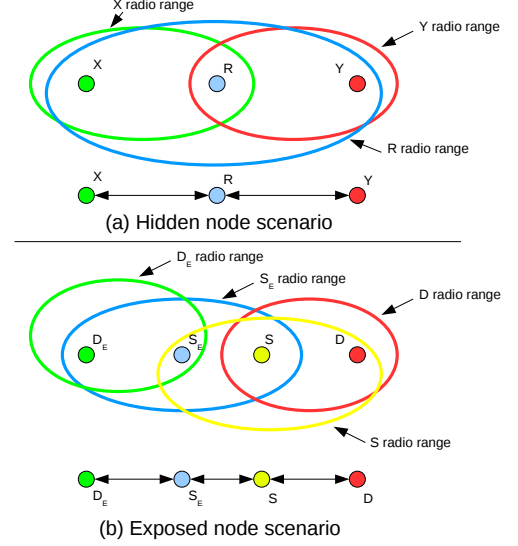 X radio range
Y radio range
X
R
Y
R radio range
X
R
Y
(a) Hidden node scenario
D_E radio range
S_E radio range
D radio range
D_E
S_E
S
D
S radio range
D_E
S_E
S
D
(b) Exposed node scenario